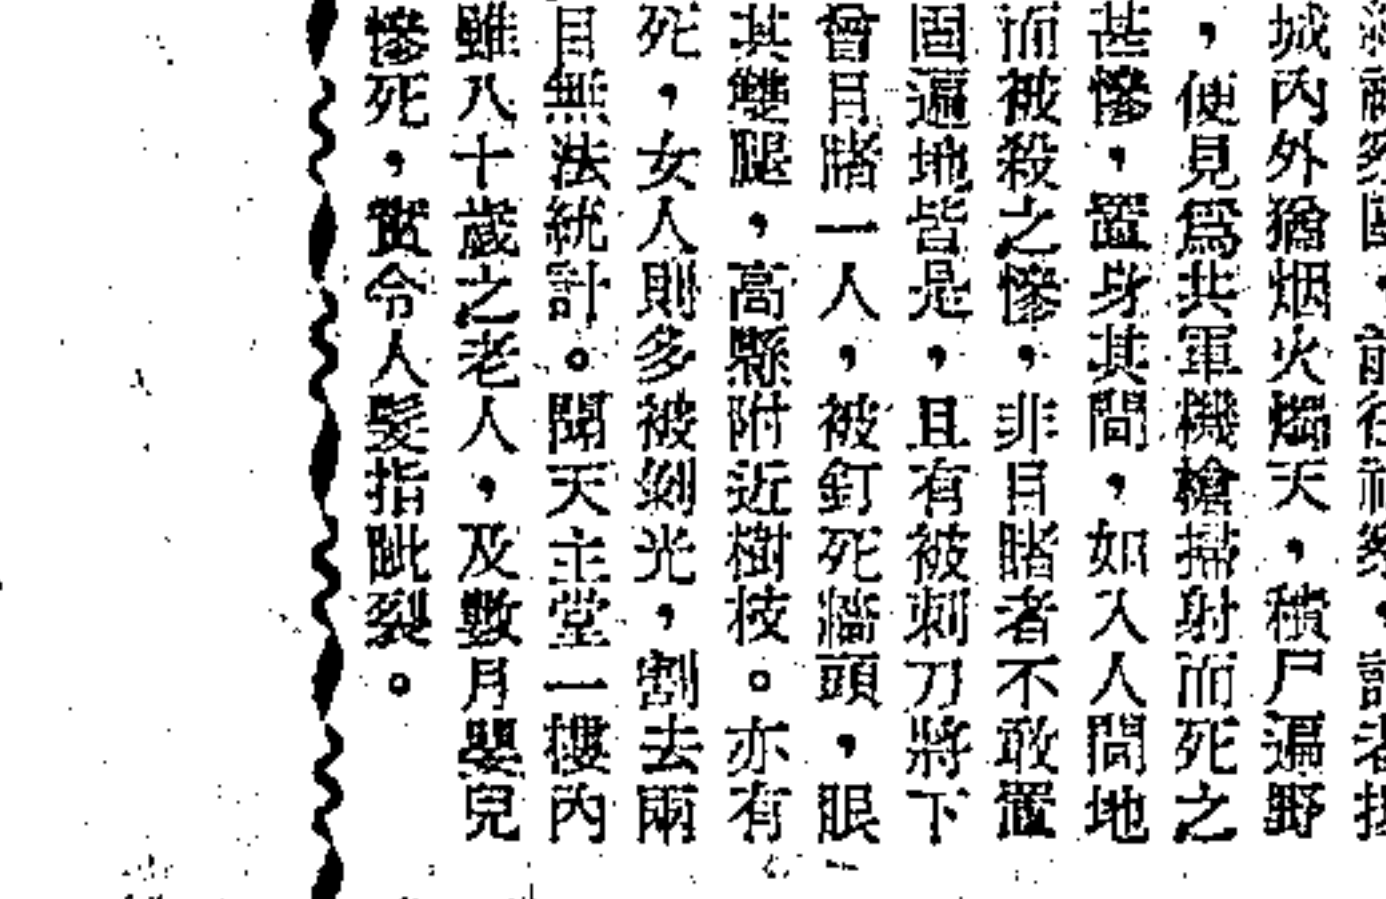 城內外猶烟火燭天，積尸遍野
，便見爲共軍機槍掃射而死之
甚慘，置身其間，如入人間地
而被殺之慘，非目睹者不敢置
固遍地皆是，且有被刺刀將下
曾目睹一人，被釘死牆頭，眼
其雙腿，高懸附近樹枝。亦有
死，女人則多被剝光，割去兩
目無法統計。聞天主堂一樓內
雖八十歲之老人，及數月嬰兒
慘死，實令人髮指眦裂。